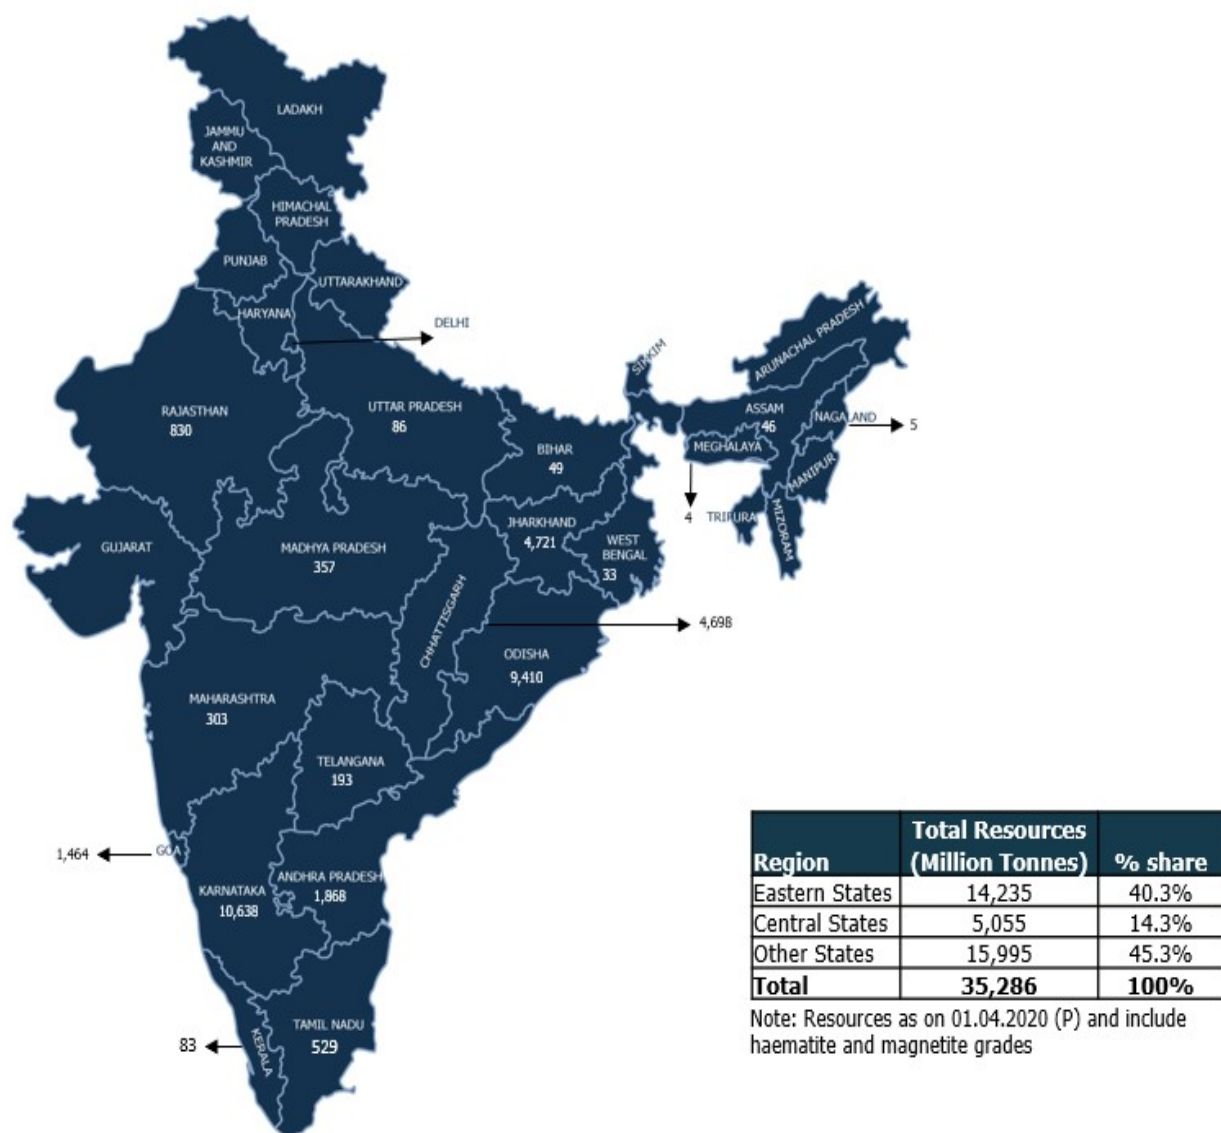 LADAKH
JAMMU
AND
KASHMIR
HIMACHAL
PRADESH
PUNJAB
UTTARAKHAND
HARYANA
DELHI
RAJASTHAN
830
UTTAR PRADESH
86
BIHAR
49
SIKKIM
ARUNACHAL PRADESH
ASSAM
46
NAGALAND
5
MEGHALAYA
4
MANIPUR
TRIPURA
MIZORAM
GUJARAT
MADHYA PRADESH
357
JHARKHAND
4,721
WEST
BENGAL
33
CHHATTISGARH
4,698
ODISHA
9,410
MAHARASHTRA
303
TELANGANA
193
GOA
1,464
KARNATAKA
10,638
ANDHRA PRADESH
1,868
KERALA
83
TAMIL NADU
529
Total Resources
Region (Million Tonnes) % share
Eastern States 14,235 40.3%
Central States 5,055 14.3%
Other States 15,995 45.3%
Total 35,286 100%
Note: Resources as on 01.04.2020 (P) and include
haematite and magnetite grades